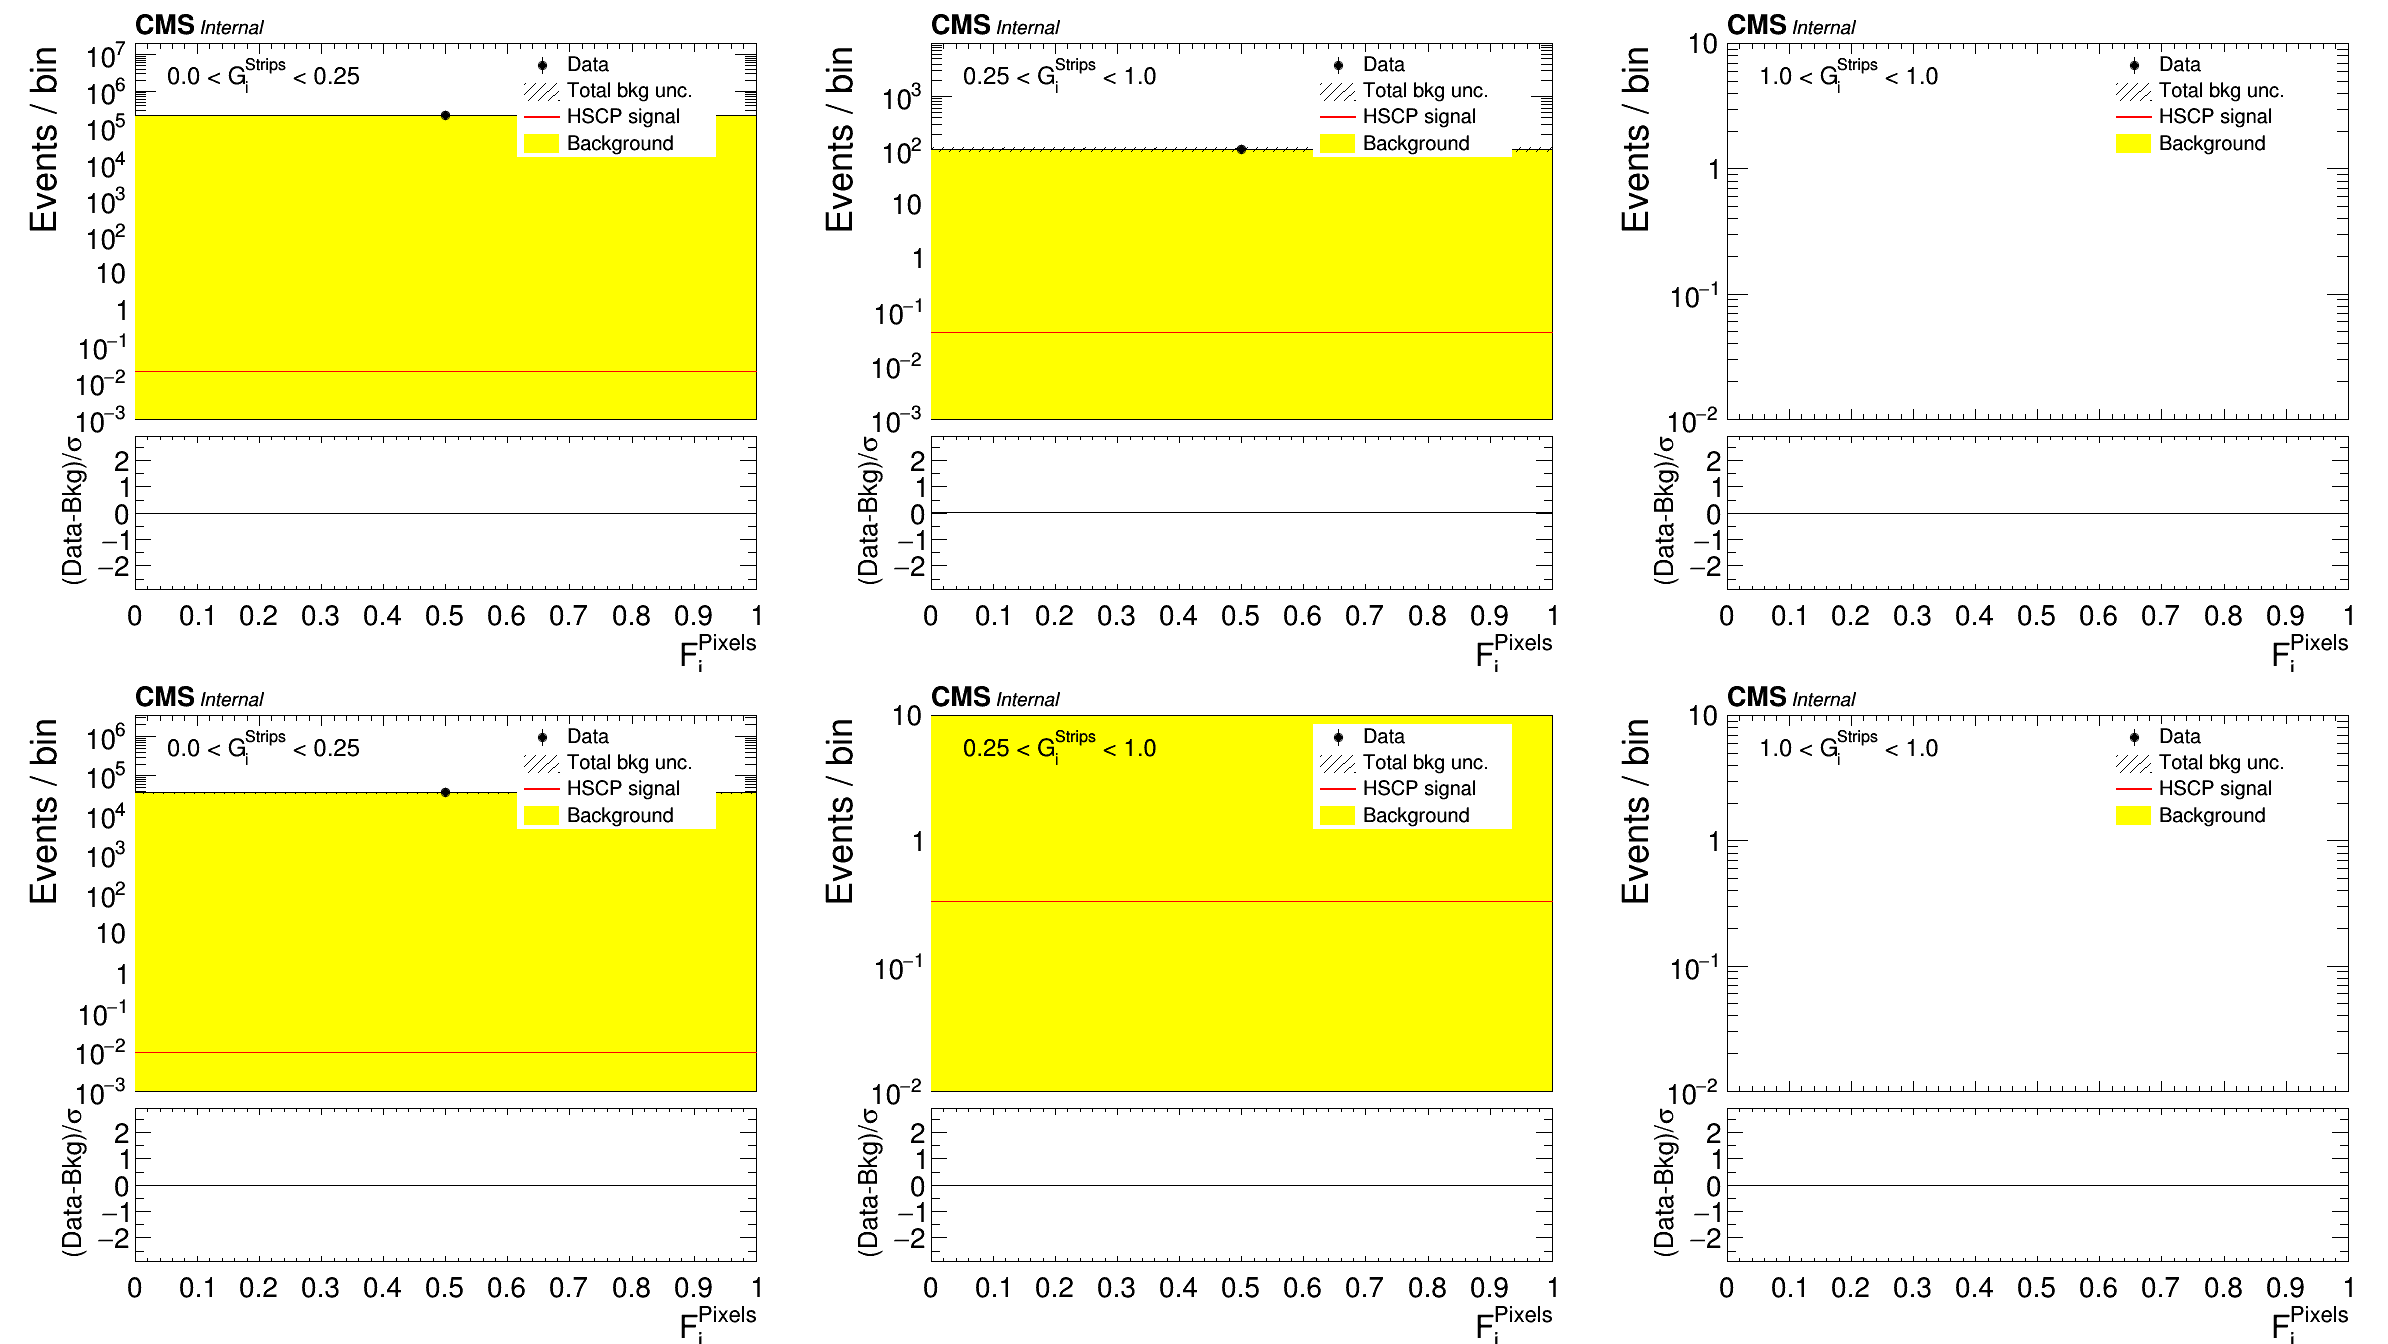 CMS Internal
Events / bin
10^7
10^6
10^5
10^4
10^3
10^2
10
1
10^−1
10^−2
10^−3
0.0 < G_i^Strips < 0.25
Data
Total bkg unc.
HSCP signal
Background
(Data-Bkg)/σ
2
1
0
−1
−2
0 0.1 0.2 0.3 0.4 0.5 0.6 0.7 0.8 0.9 1
F_i^Pixels
CMS Internal
Events / bin
10^3
10^2
10
1
10^−1
10^−2
10^−3
0.25 < G_i^Strips < 1.0
Data
Total bkg unc.
HSCP signal
Background
(Data-Bkg)/σ
2
1
0
−1
−2
0 0.1 0.2 0.3 0.4 0.5 0.6 0.7 0.8 0.9 1
F_i^Pixels
CMS Internal
Events / bin
10
1
10^−1
10^−2
1.0 < G_i^Strips < 1.0
Data
Total bkg unc.
HSCP signal
Background
(Data-Bkg)/σ
2
1
0
−1
−2
0 0.1 0.2 0.3 0.4 0.5 0.6 0.7 0.8 0.9 1
F_i^Pixels
CMS Internal
Events / bin
10^6
10^5
10^4
10^3
10^2
10
1
10^−1
10^−2
10^−3
0.0 < G_i^Strips < 0.25
Data
Total bkg unc.
HSCP signal
Background
(Data-Bkg)/σ
2
1
0
−1
−2
0 0.1 0.2 0.3 0.4 0.5 0.6 0.7 0.8 0.9 1
F_i^Pixels
CMS Internal
Events / bin
10
1
10^−1
10^−2
0.25 < G_i^Strips < 1.0
Data
Total bkg unc.
HSCP signal
Background
(Data-Bkg)/σ
2
1
0
−1
−2
0 0.1 0.2 0.3 0.4 0.5 0.6 0.7 0.8 0.9 1
F_i^Pixels
CMS Internal
Events / bin
10
1
10^−1
10^−2
1.0 < G_i^Strips < 1.0
Data
Total bkg unc.
HSCP signal
Background
(Data-Bkg)/σ
2
1
0
−1
−2
0 0.1 0.2 0.3 0.4 0.5 0.6 0.7 0.8 0.9 1
F_i^Pixels